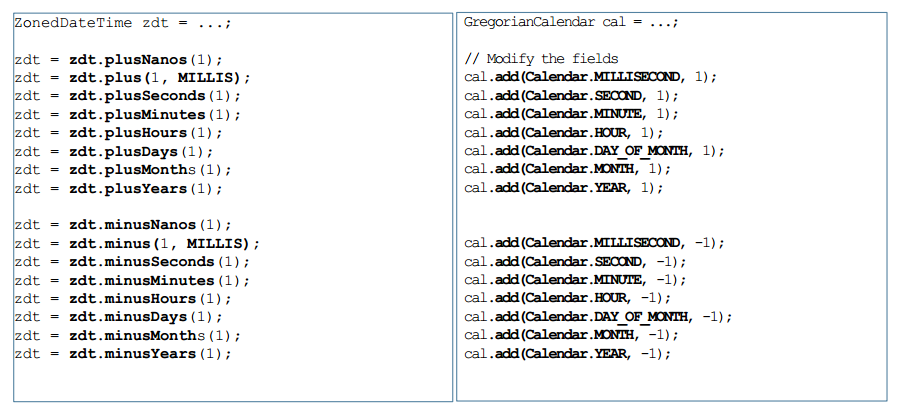 ZonedDateTime zdt = ...;
zdt = zdt.plusNanos(1);
zdt = zdt.plus(1, MILLIS);
zdt = zdt.plusSeconds(1);
zdt = zdt.plusMinutes(1);
zdt = zdt.plusHours(1);
zdt = zdt.plusDays(1);
zdt = zdt.plusMonths(1);
zdt = zdt.plusYears(1);
zdt = zdt.minusNanos(1);
zdt = zdt.minus(1, MILLIS);
zdt = zdt.minusSeconds(1);
zdt = zdt.minusMinutes(1);
zdt = zdt.minusHours(1);
zdt = zdt.minusDays(1);
zdt = zdt.minusMonths(1);
zdt = zdt.minusYears(1);
GregorianCalendar cal = ...;
// Modify the fields
cal.add(Calendar.MILLISECOND, 1);
cal.add(Calendar.SECOND, 1);
cal.add(Calendar.MINUTE, 1);
cal.add(Calendar.HOUR, 1);
cal.add(Calendar.DAY_OF_MONTH, 1);
cal.add(Calendar.MONTH, 1);
cal.add(Calendar.YEAR, 1);
cal.add(Calendar.MILLISECOND, -1);
cal.add(Calendar.SECOND, -1);
cal.add(Calendar.MINUTE, -1);
cal.add(Calendar.HOUR, -1);
cal.add(Calendar.DAY_OF_MONTH, -1);
cal.add(Calendar.MONTH, -1);
cal.add(Calendar.YEAR, -1);